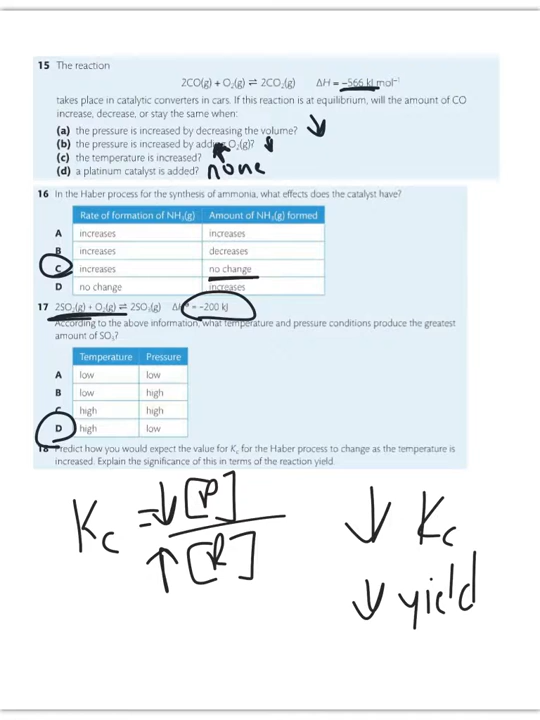 15 The reaction
2CO(g) + O₂(g) ⇌ 2CO₂(g) ΔH = −566 kJ mol⁻¹
takes place in catalytic converters in cars. If this reaction is at equilibrium, will the amount of CO
increase, decrease, or stay the same when:
(a) the pressure is increased by decreasing the volume? ↓
(b) the pressure is increased by adding O₂(g)? ↓
(c) the temperature is increased? ↑
(d) a platinum catalyst is added? none
16 In the Haber process for the synthesis of ammonia, what effects does the catalyst have?
Rate of formation of NH₃(g) Amount of NH₃(g) formed
A increases increases
B increases decreases
C increases no change
D no change increases
17 2SO₂(g) + O₂(g) ⇌ 2SO₃(g) = −200 kJ
According to the above information, what temperature and pressure conditions produce the greatest
amount of SO₃?
Temperature Pressure
A low low
B low high
C high high
D high low
18 Predict how you would expect the value for Kc for the Haber process to change as the temperature is
increased. Explain the significance of this in terms of the reaction yield.
Kc = ↓[P] / ↑[R]
↓ Kc
↓ yield